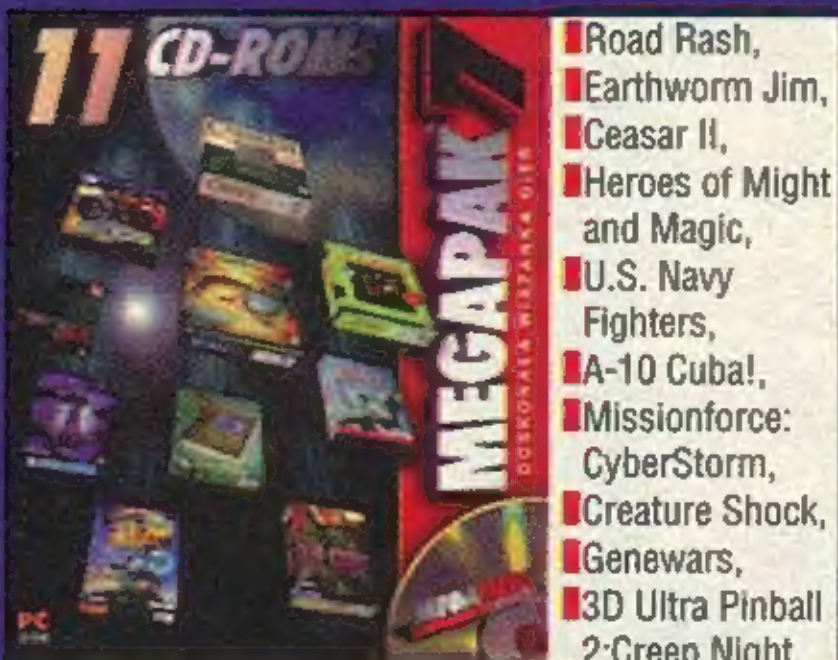 11 CD-ROMs
MEGAPAK
DOSKONAŁA WIĄZANKA GIER
PC
Road Rash,
Earthworm Jim,
Ceasar II,
Heroes of Might
and Magic,
U.S. Navy
Fighters,
A-10 Cuba!,
Missionforce:
CyberStorm,
Creature Shock,
Genewars,
3D Ultra Pinball
2:Creep Night